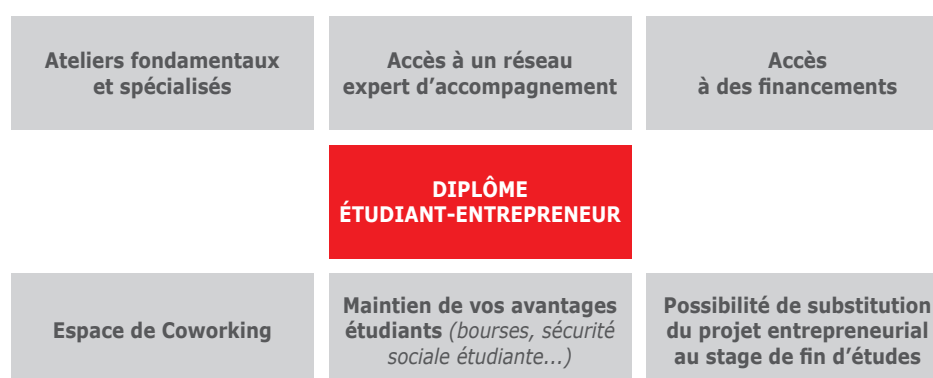 Ateliers fondamentaux
et spécialisés
Accès à un réseau
expert d'accompagnement
Accès
à des financements
DIPLÔME
ÉTUDIANT-ENTREPRENEUR
Espace de Coworking
Maintien de vos avantages
étudiants (bourses, sécurité
sociale étudiante...)
Possibilité de substitution
du projet entrepreneurial
au stage de fin d'études